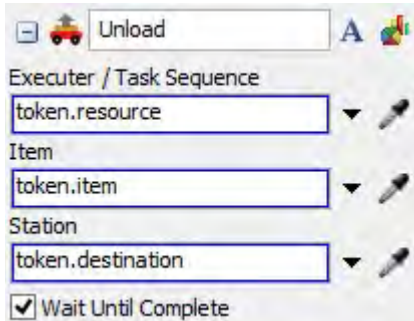 Unload A
Executer / Task Sequence
token.resource
Item
token.item
Station
token.destination
Wait Until Complete